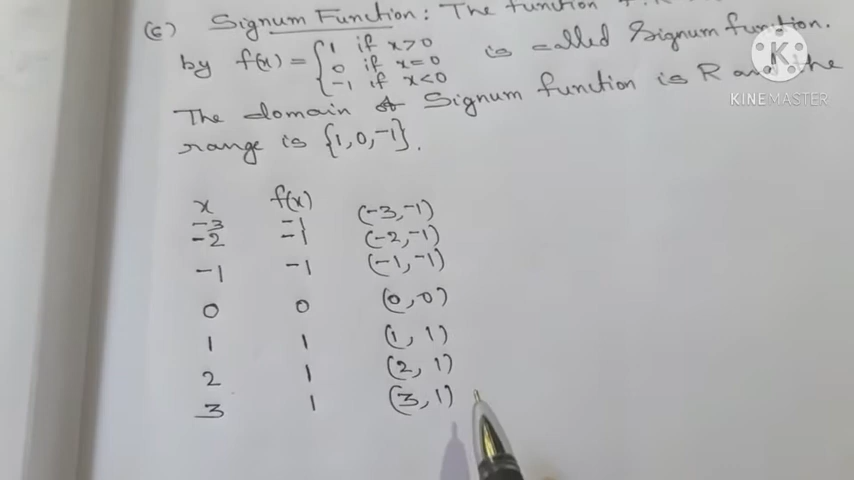 (6) Signum Function: The function
by f(x) = { 1 if x>0
0 if x=0
-1 if x<0
is called Signum function.
The domain of Signum function is R and the
range is {1, 0, -1}.
x f(x)
-3 -1 (-3, -1)
-2 -1 (-2, -1)
-1 -1 (-1, -1)
0 0 (0, 0)
1 1 (1, 1)
2 1 (2, 1)
3 1 (3, 1)
K
KINEMASTER